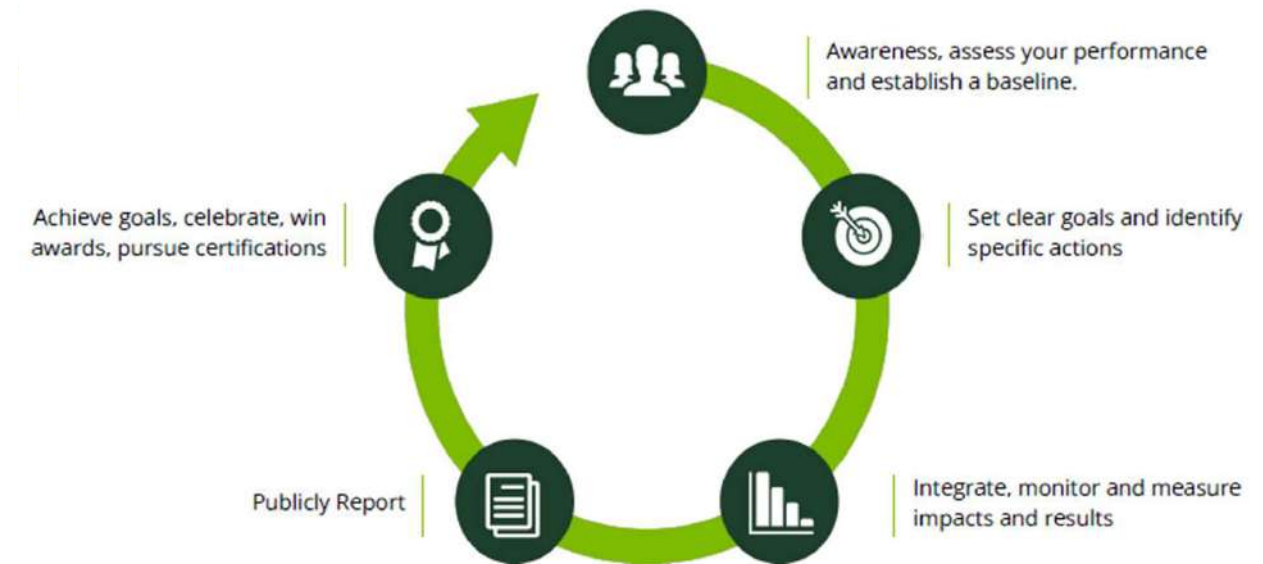 Awareness, assess your performance
and establish a baseline.
Set clear goals and identify
specific actions
Integrate, monitor and measure
impacts and results
Publicly Report
Achieve goals, celebrate, win
awards, pursue certifications